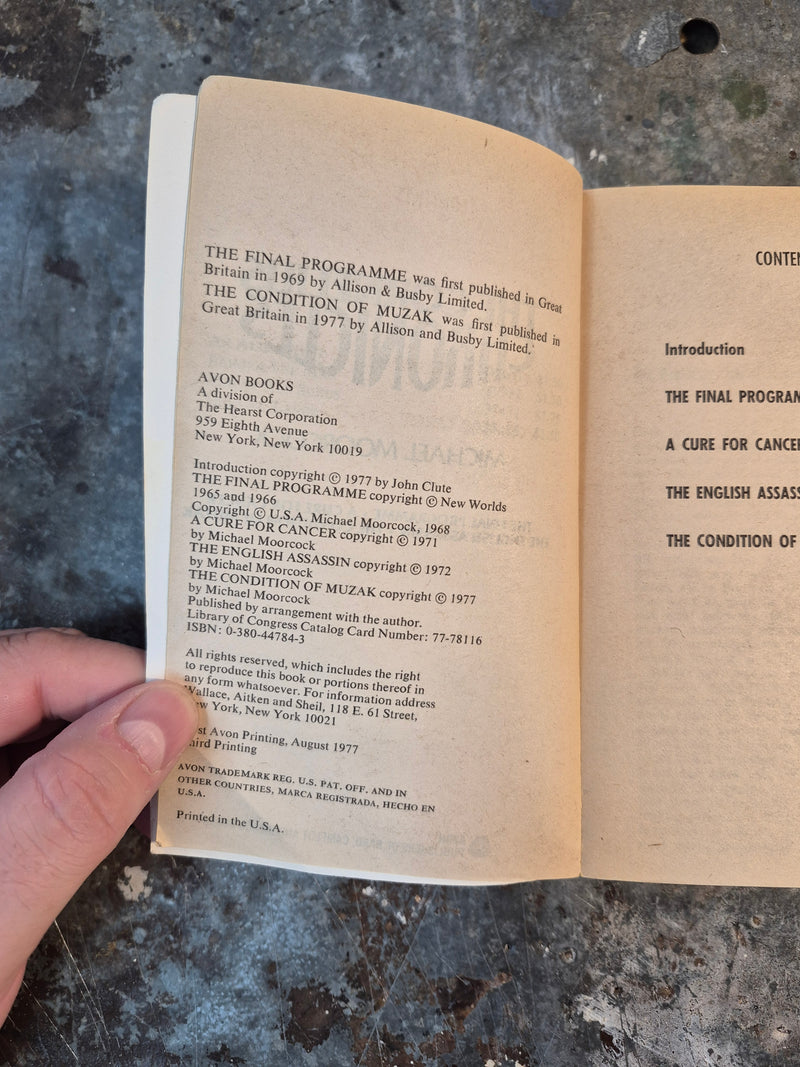 THE FINAL PROGRAMME was first published in Great
Britain in 1969 by Allison & Busby Limited.
THE CONDITION OF MUZAK was first published in
Great Britain in 1977 by Allison and Busby Limited.
AVON BOOKS
A division of
The Hearst Corporation
959 Eighth Avenue
New York, New York 10019
Introduction copyright © 1977 by John Clute
THE FINAL PROGRAMME copyright © New Worlds
1965 and 1966
Copyright © U.S.A. Michael Moorcock, 1968
A CURE FOR CANCER copyright © 1971
by Michael Moorcock
THE ENGLISH ASSASSIN copyright © 1972
by Michael Moorcock
THE CONDITION OF MUZAK copyright © 1977
by Michael Moorcock
Published by arrangement with the author.
Library of Congress Catalog Card Number: 77-78116
ISBN: 0-380-44784-3
All rights reserved, which includes the right
to reproduce this book or portions thereof in
any form whatsoever. For information address
Wallace, Aitken and Sheil, 118 E. 61 Street,
York, New York 10021
Avon Printing, August 1977
Printing
AVON TRADEMARK REG. U.S. PAT. OFF. AND IN
OTHER COUNTRIES, MARCA REGISTRADA, HECHO EN
U.S.A.
Printed in the U.S.A.
CONTEN
Introduction
THE FINAL PROGRAM
A CURE FOR CANCER
THE ENGLISH ASSASS
THE CONDITION OF